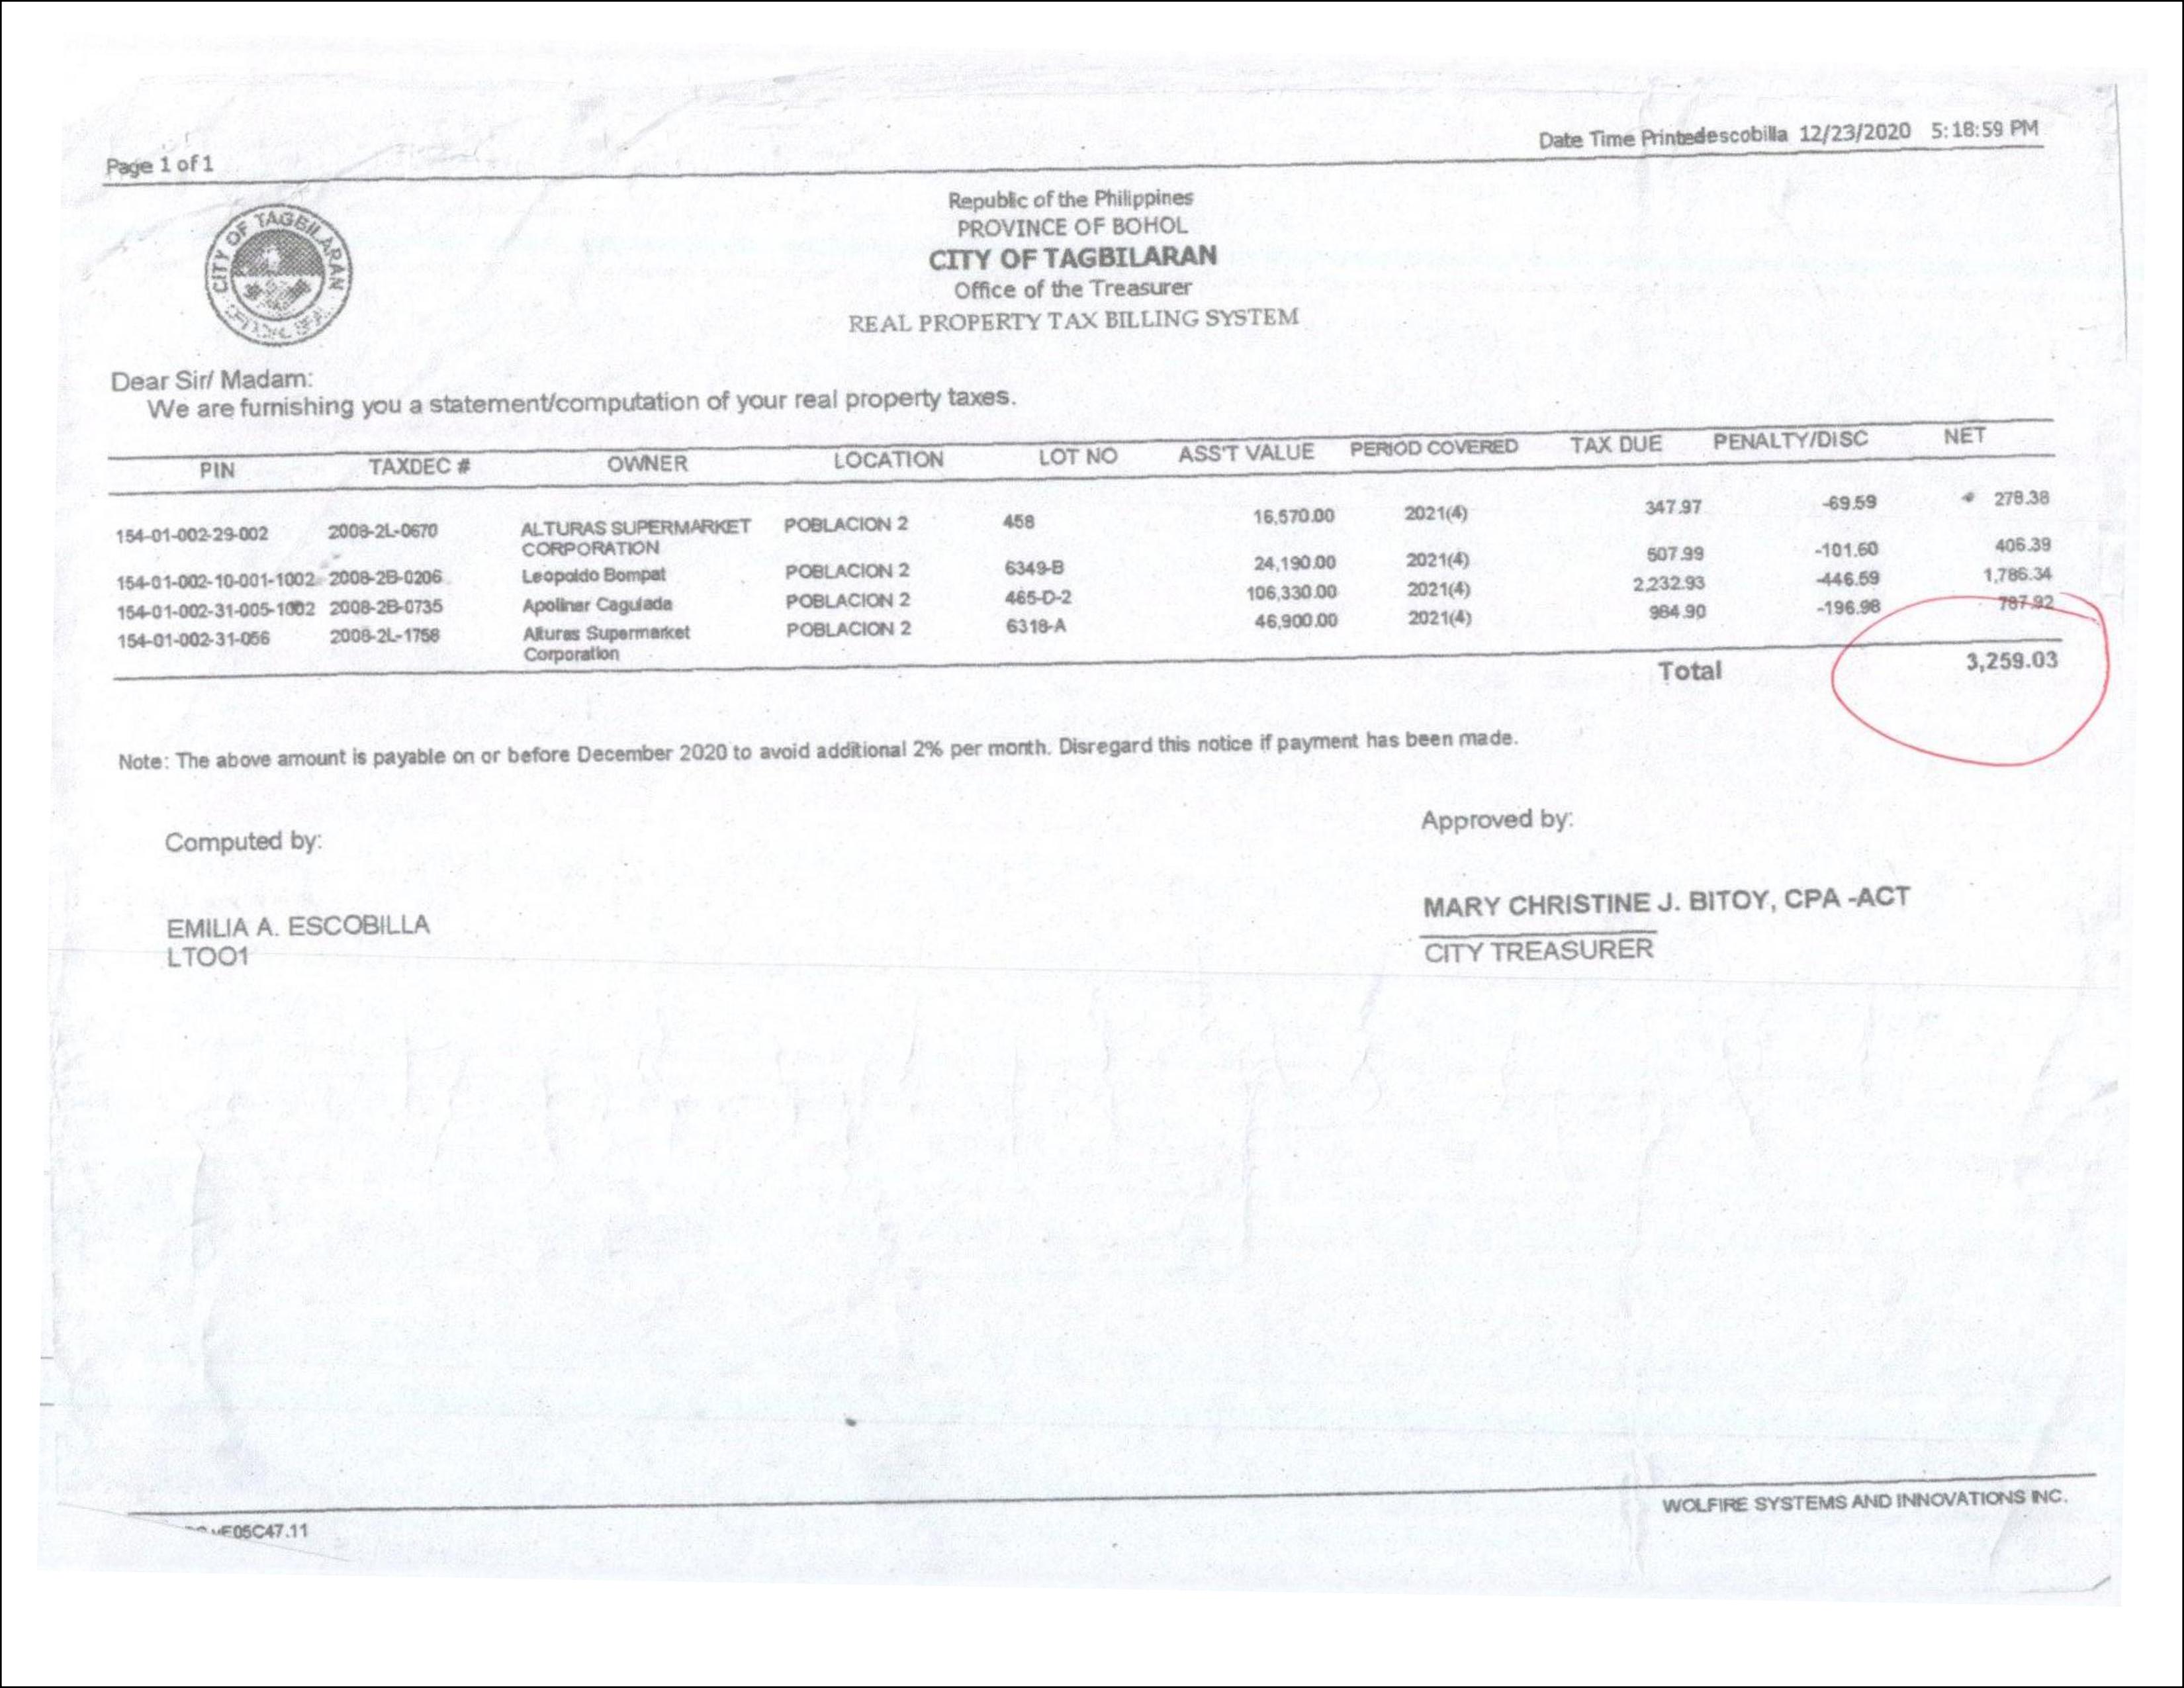 Page 1 of 1
Date Time Printedescobilla 12/23/2020 5:18:59 PM
CITY OF TAGBILARAN
Republic of the Philippines
PROVINCE OF BOHOL
CITY OF TAGBILARAN
Office of the Treasurer
REAL PROPERTY TAX BILLING SYSTEM
Dear Sir/ Madam:
We are furnishing you a statement/computation of your real property taxes.
PIN TAXDEC # OWNER LOCATION LOT NO ASS'T VALUE PERIOD COVERED TAX DUE PENALTY/DISC NET
154-01-002-29-002 2008-2L-0670 ALTURAS SUPERMARKET POBLACION 2 458 16,570.00 2021(4) 347.97 -69.59 278.38
CORPORATION
154-01-002-10-001-1002 2008-2B-0206 Leopoldo Bompat POBLACION 2 6349-B 24,190.00 2021(4) 507.99 -101.60 406.39
154-01-002-31-005-1002 2008-2B-0735 Apolinar Cagulada POBLACION 2 465-D-2 106,330.00 2021(4) 2,232.93 -446.59 1,786.34
154-01-002-31-056 2008-2L-1758 Alturas Supermarket POBLACION 2 6318-A 46,900.00 2021(4) 984.90 -196.98 787.92
Corporation
Total 3,259.03
Note: The above amount is payable on or before December 2020 to avoid additional 2% per month. Disregard this notice if payment has been made.
Computed by:
Approved by:
EMILIA A. ESCOBILLA
LTOO1
MARY CHRISTINE J. BITOY, CPA -ACT
CITY TREASURER
WOLFIRE SYSTEMS AND INNOVATIONS INC.
E05C47.11